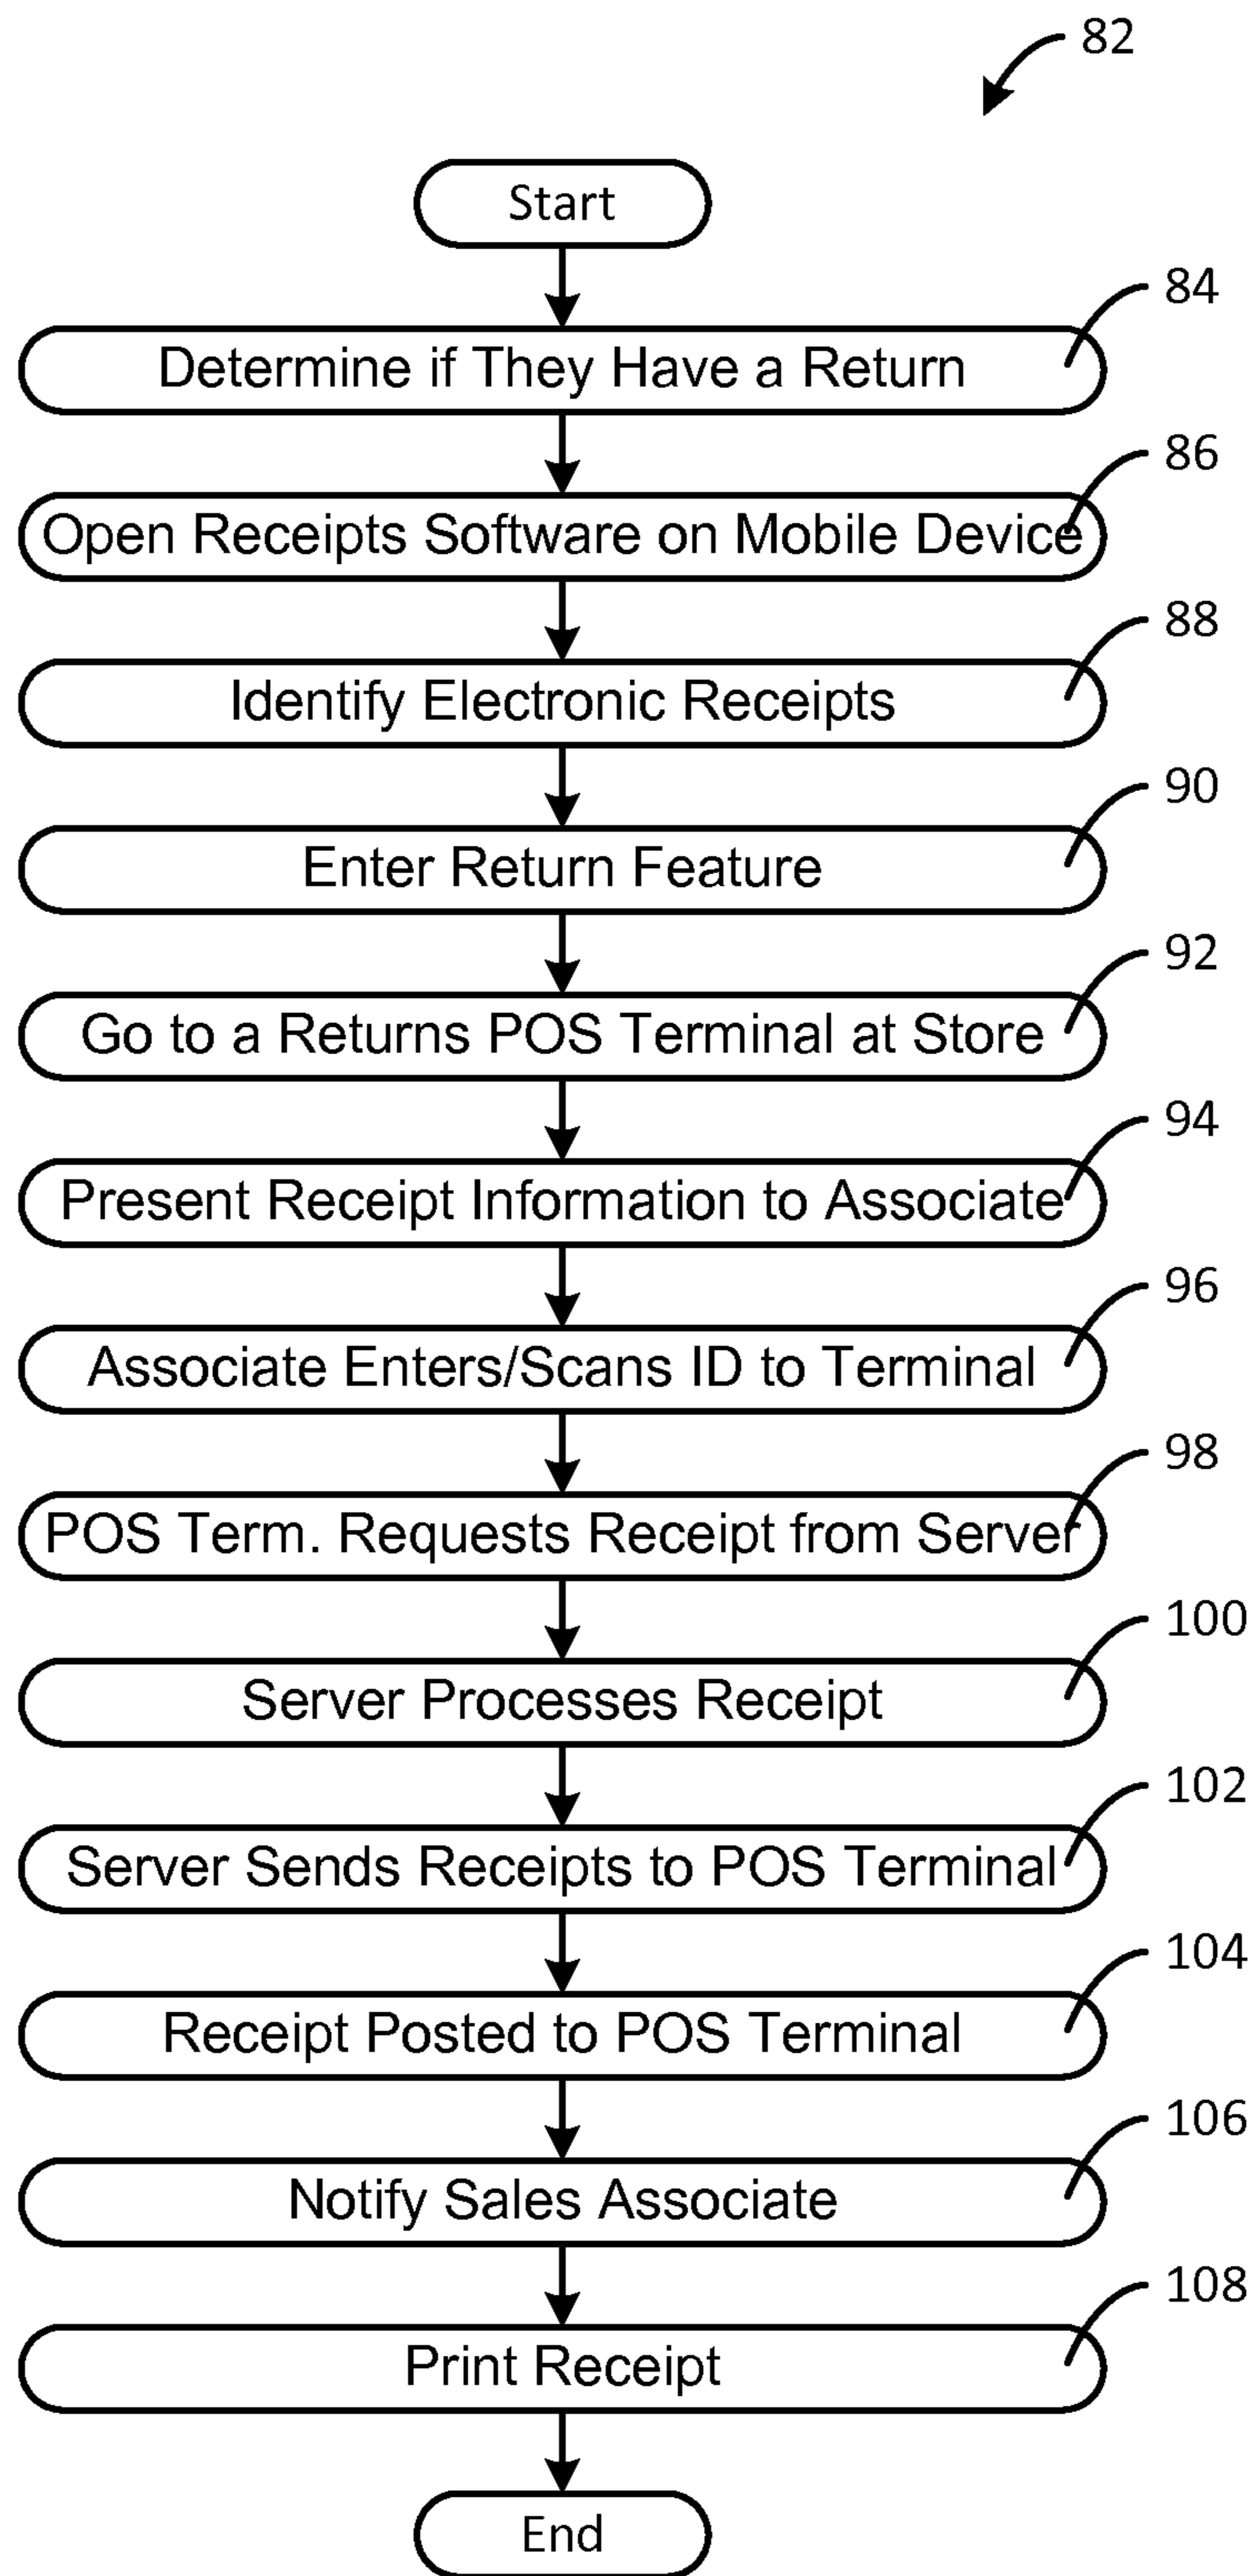 82
Start
84
Determine if They Have a Return
86
Open Receipts Software on Mobile Device
88
Identify Electronic Receipts
90
Enter Return Feature
92
Go to a Returns POS Terminal at Store
94
Present Receipt Information to Associate
96
Associate Enters/Scans ID to Terminal
98
POS Term. Requests Receipt from Server
100
Server Processes Receipt
102
Server Sends Receipts to POS Terminal
104
Receipt Posted to POS Terminal
106
Notify Sales Associate
108
Print Receipt
End